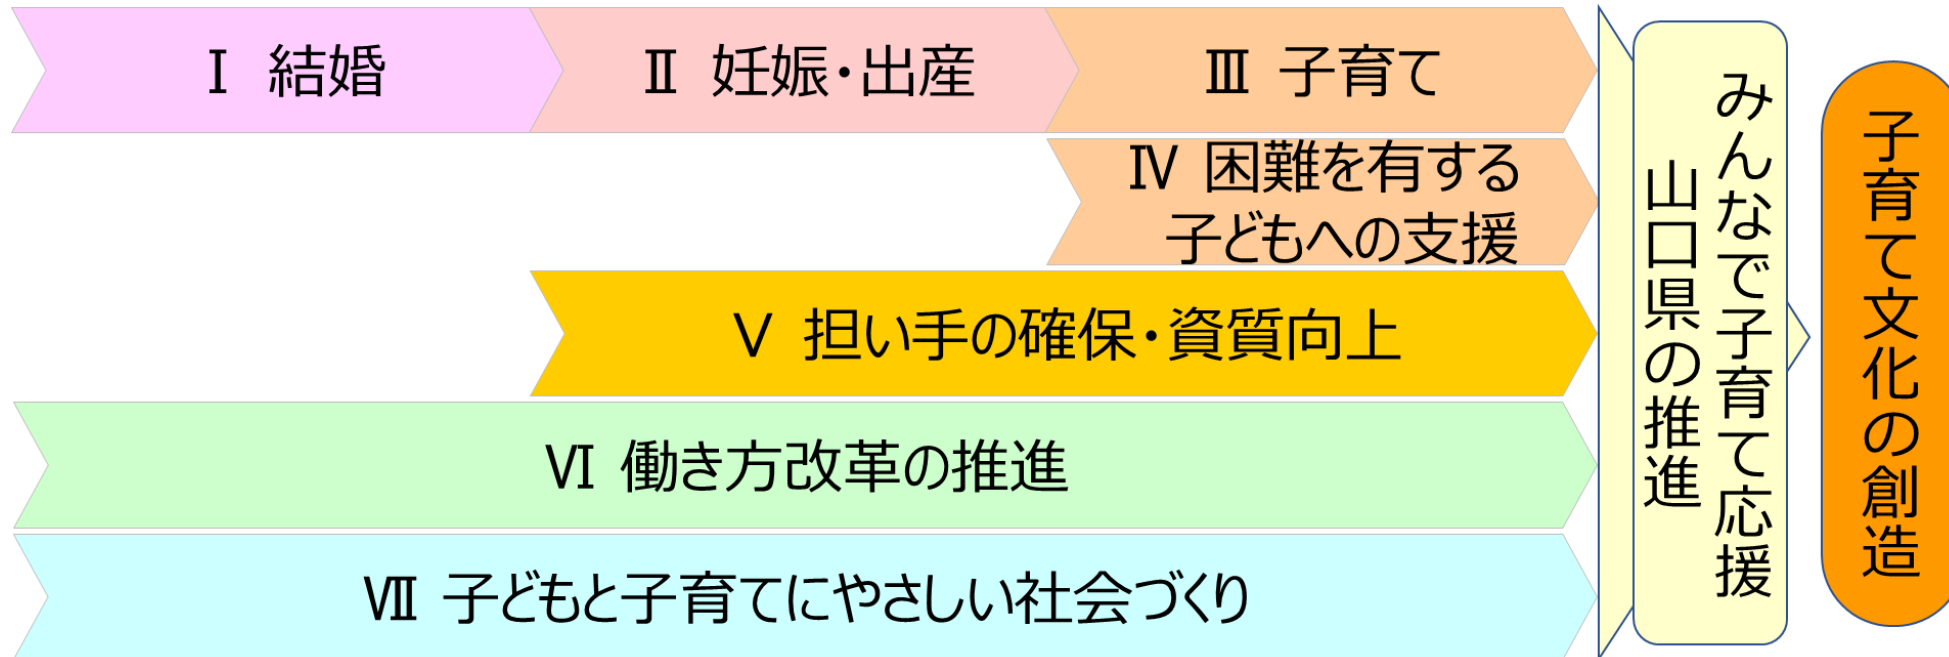 Ⅰ 結婚
Ⅱ 妊娠・出産
Ⅲ 子育て
Ⅳ 困難を有する
子どもへの支援
Ⅴ 担い手の確保・資質向上
Ⅵ 働き方改革の推進
Ⅶ 子どもと子育てにやさしい社会づくり
みんなで子育て応援
山口県の推進
子育て文化の創造